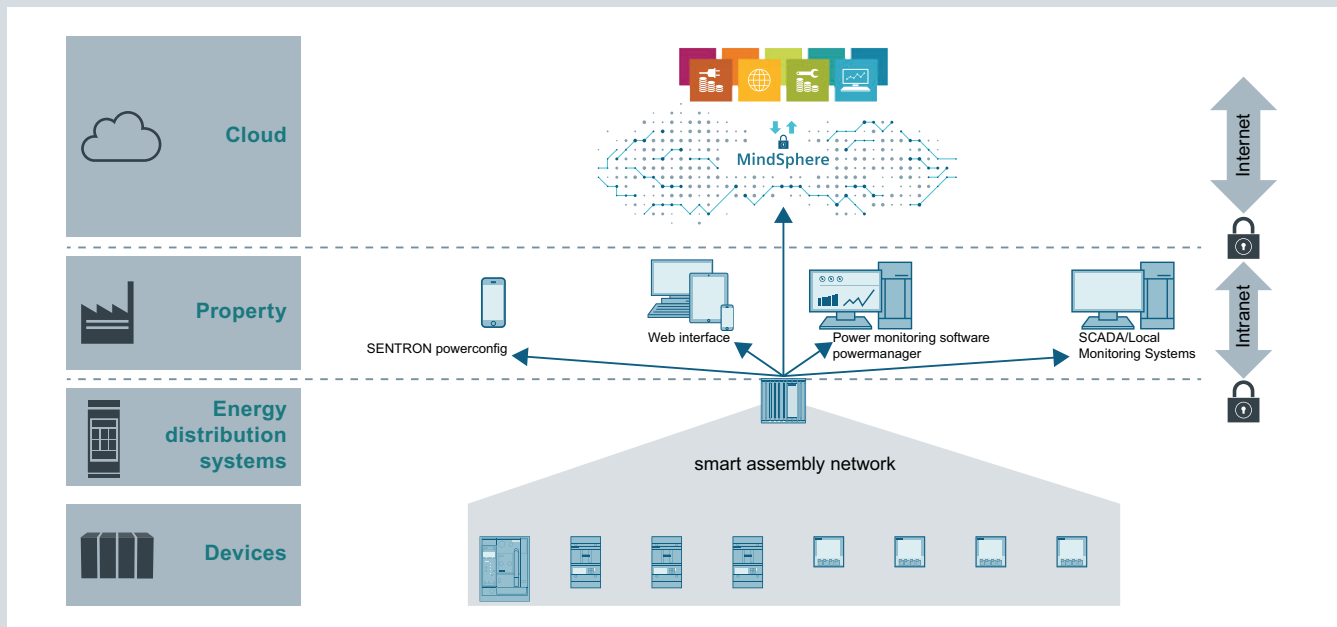 Cloud
MindSphere
Internet
Property
SENTRON powerconfig
Web interface
Power monitoring software
powermanager
SCADA/Local
Monitoring Systems
Intranet
Energy
distribution
systems
smart assembly network
Devices